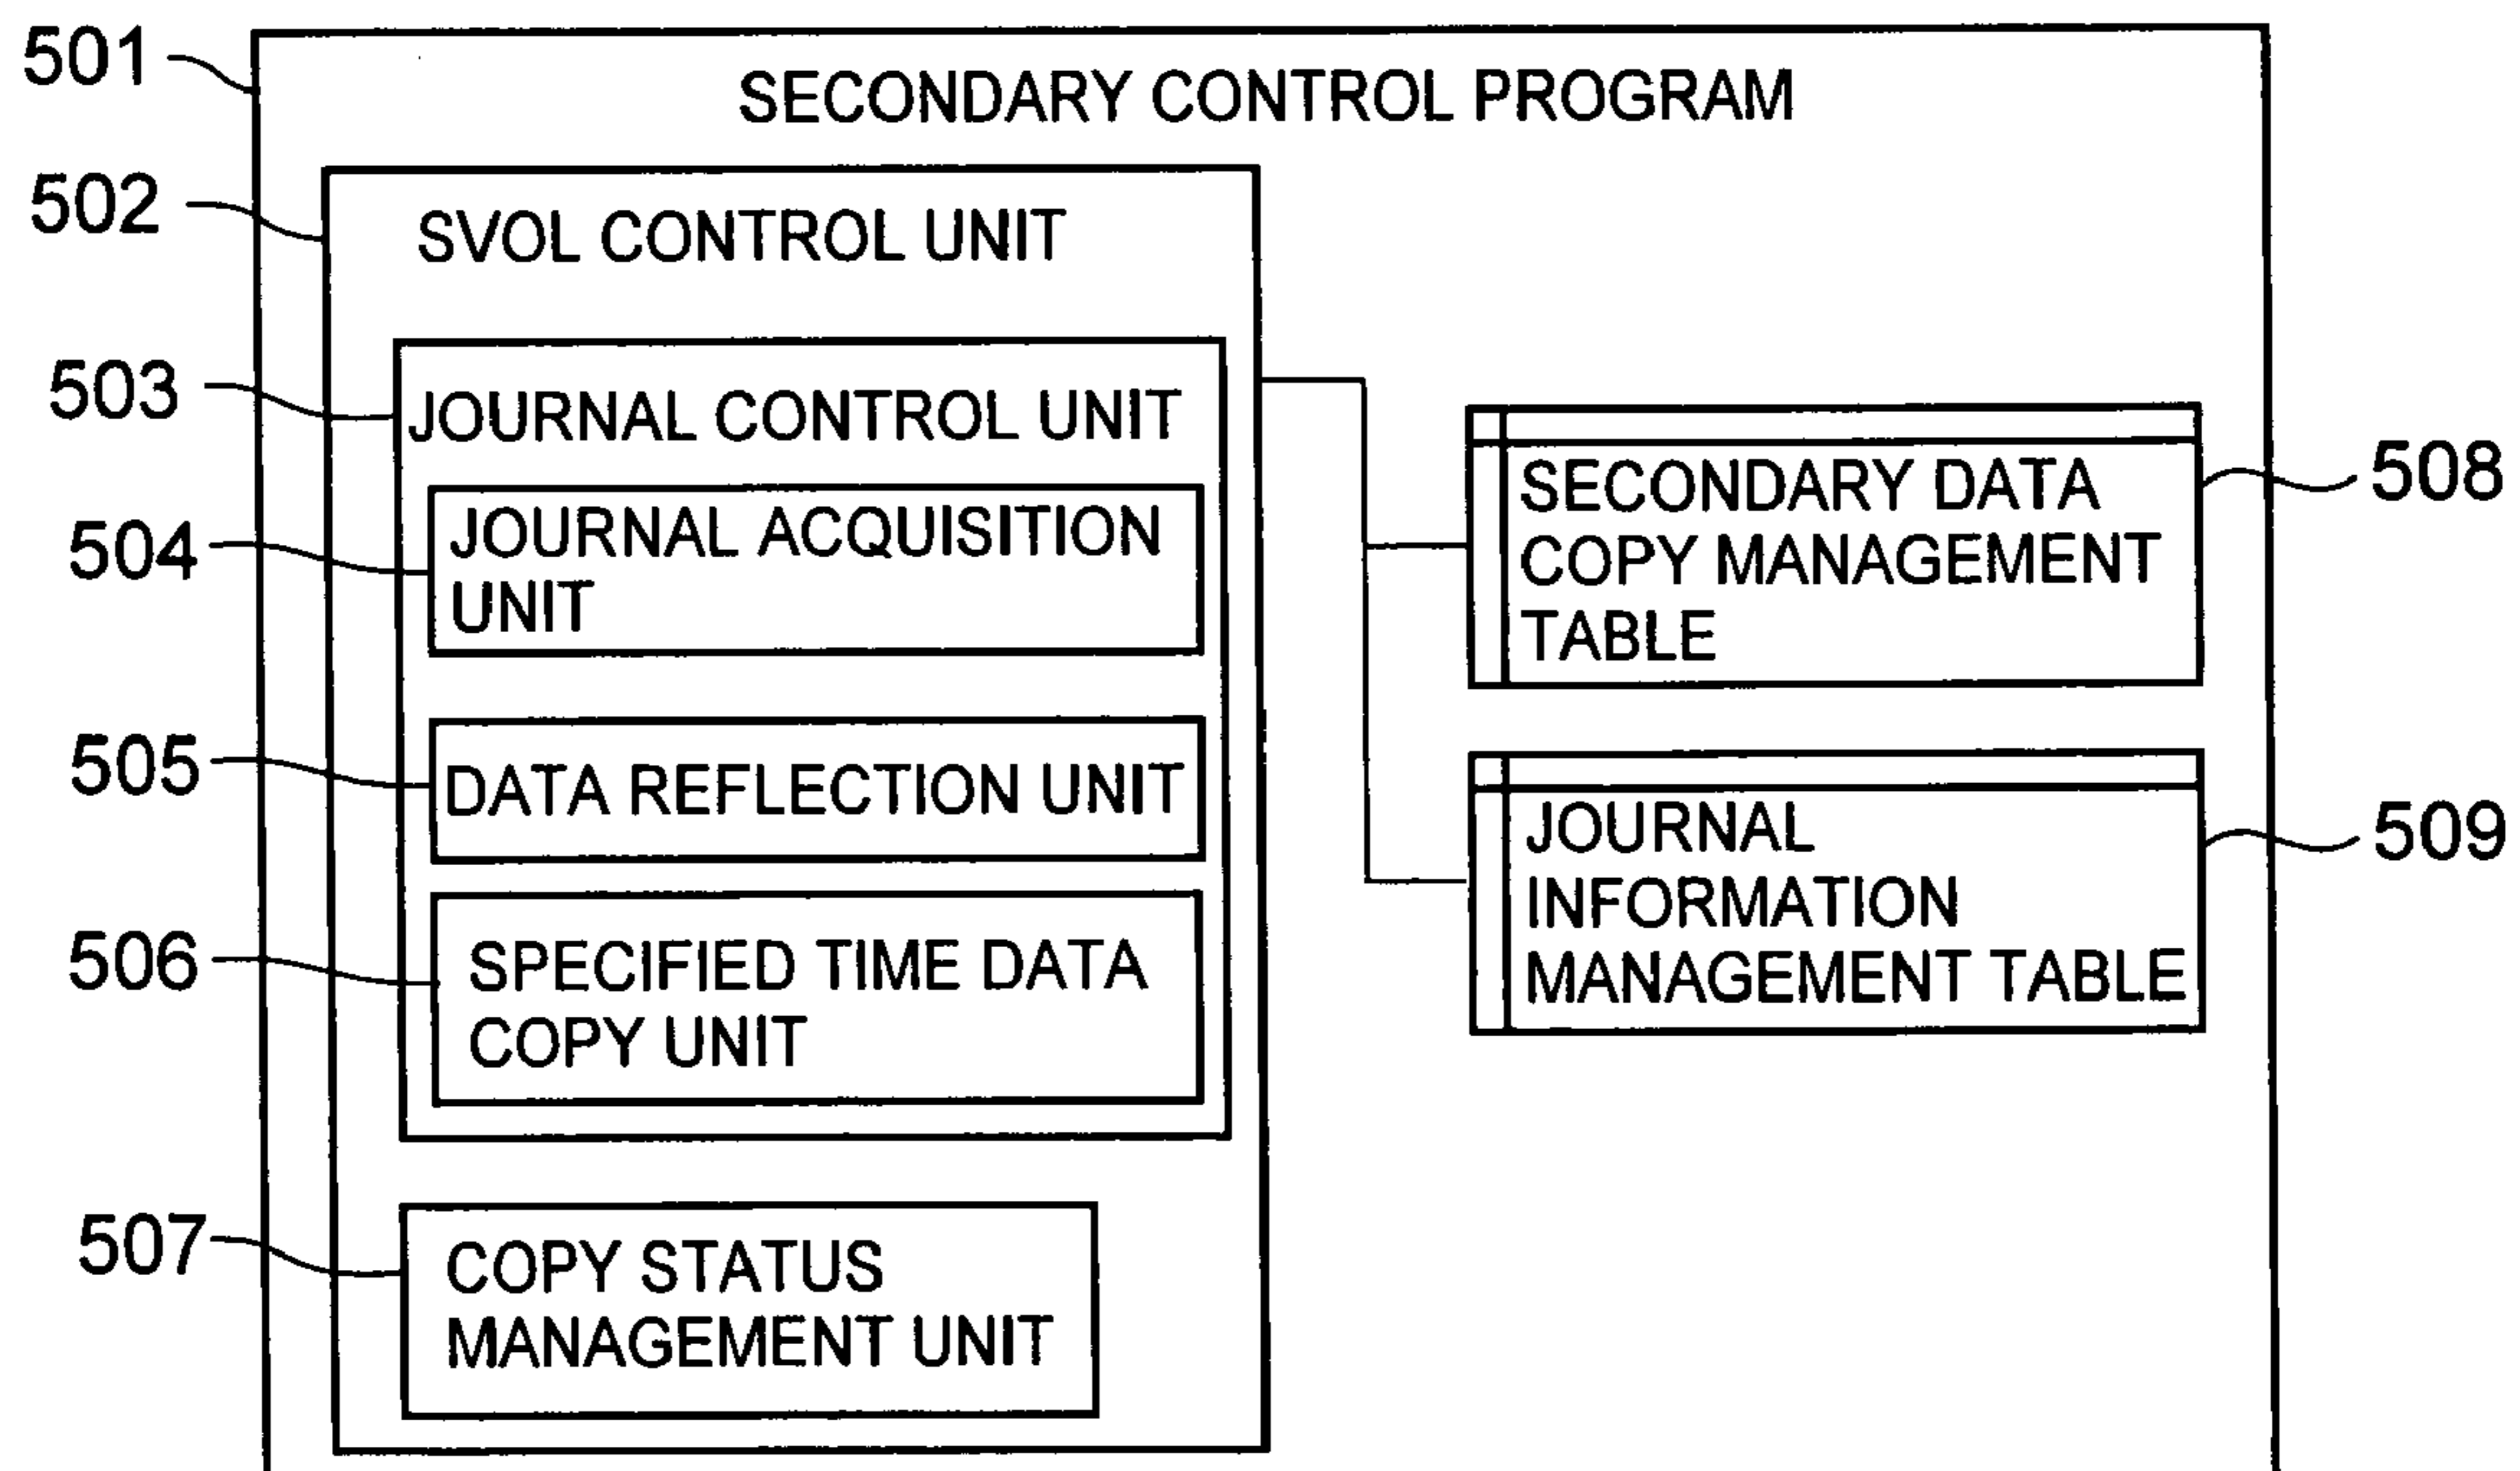 501
SECONDARY CONTROL PROGRAM
502
SVOL CONTROL UNIT
503
JOURNAL CONTROL UNIT
504
JOURNAL ACQUISITION
UNIT
505
DATA REFLECTION UNIT
506
SPECIFIED TIME DATA
COPY UNIT
507
COPY STATUS
MANAGEMENT UNIT
SECONDARY DATA
COPY MANAGEMENT
TABLE
508
JOURNAL
INFORMATION
MANAGEMENT TABLE
509